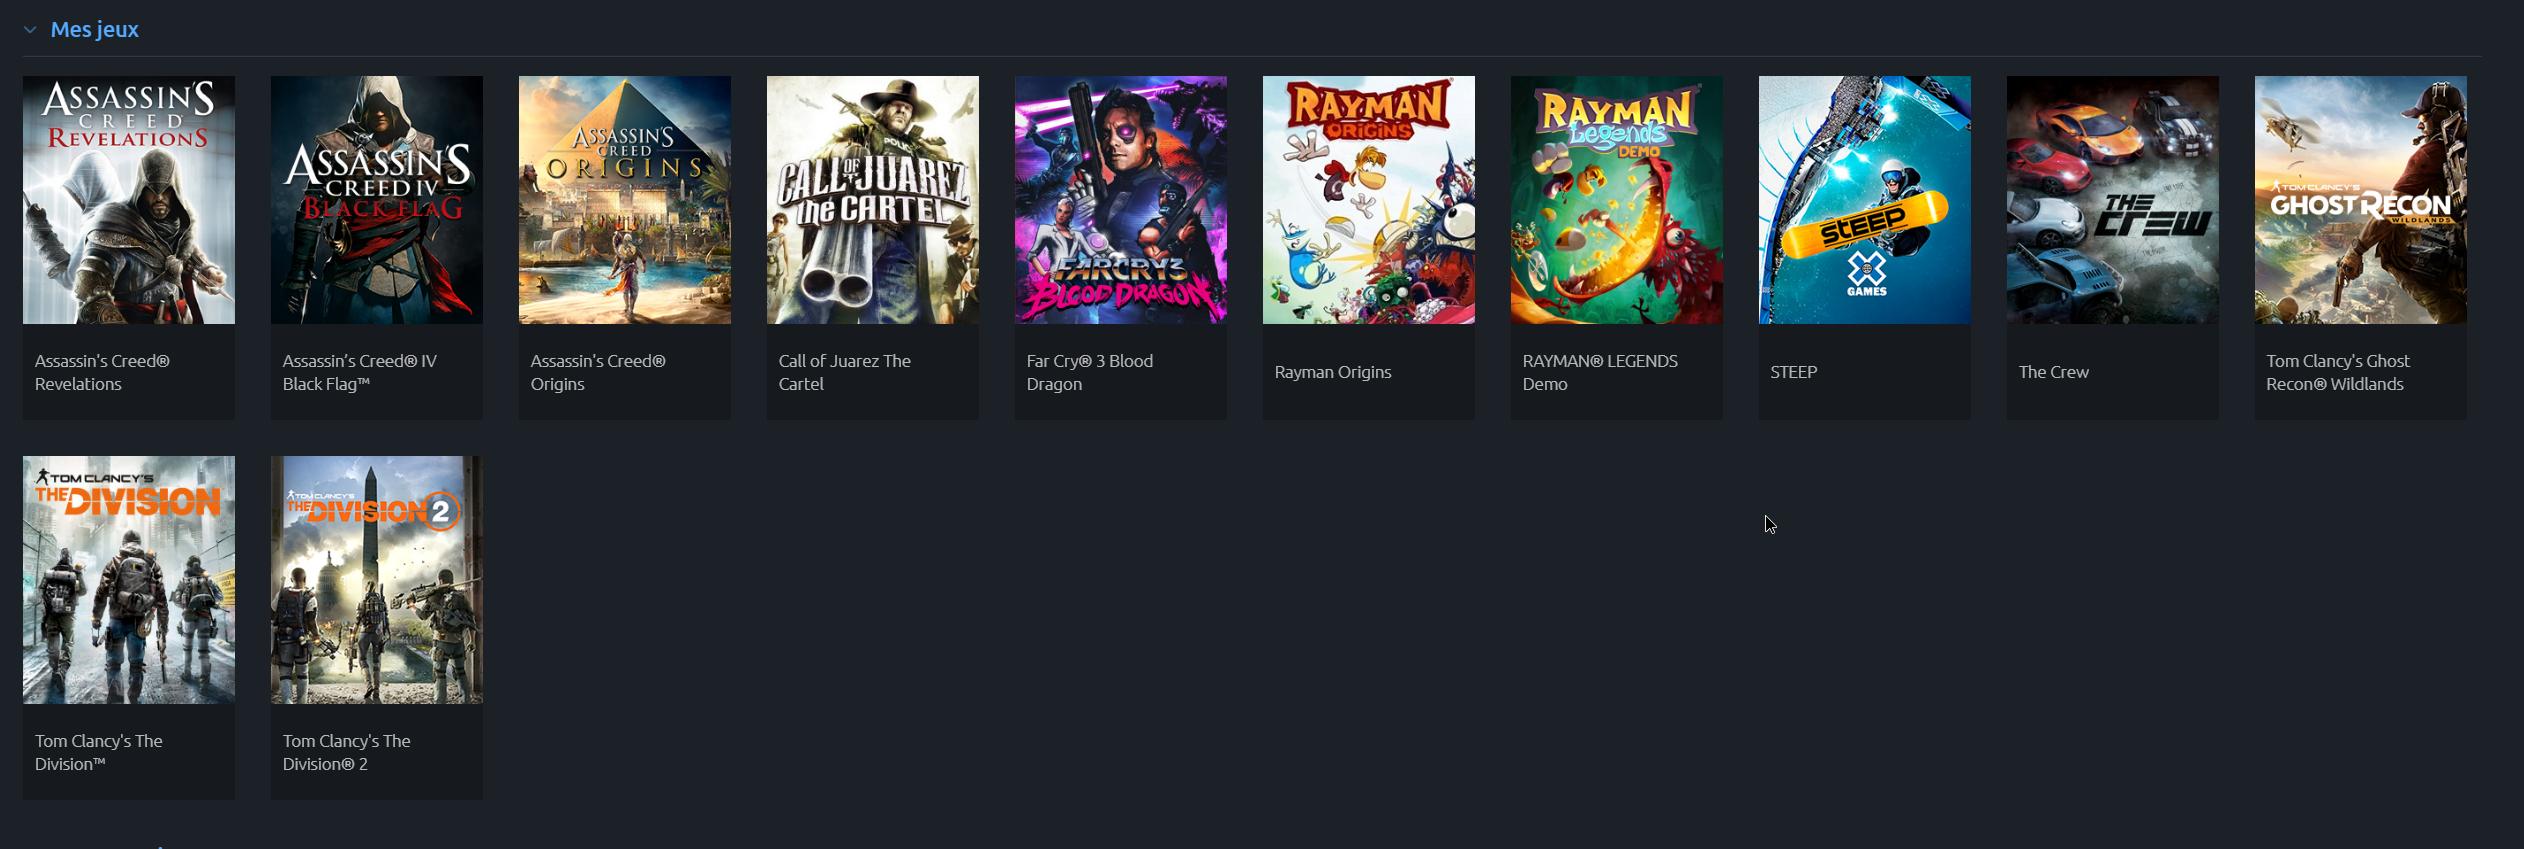 Mes jeux
ASSASSIN'S
CREED
REVELATIONS
ASSASSIN'S
CREED IV
BLACK FLAG
ASSASSIN'S
CREED
ORIGINS
POLICE
CALL OF JUAREZ
the CARTEL
FARCRY3
BLOOD DRAGON
RAYMAN
ORIGINS
RAYMAN
Legends
DEMO
STEEP
GAMES
THE
CREW
TOM CLANCY'S
GHOST RECON
WILDLANDS
Assassin's Creed®
Revelations
Assassin’s Creed® IV
Black Flag™
Assassin's Creed®
Origins
Call of Juarez The
Cartel
Far Cry® 3 Blood
Dragon
Rayman Origins
RAYMAN® LEGENDS
Demo
STEEP
The Crew
Tom Clancy's Ghost
Recon® Wildlands
TOM CLANCY'S
THE DIVISION
TOM CLANCY'S
THE DIVISION 2
Tom Clancy's The
Division™
Tom Clancy's The
Division® 2